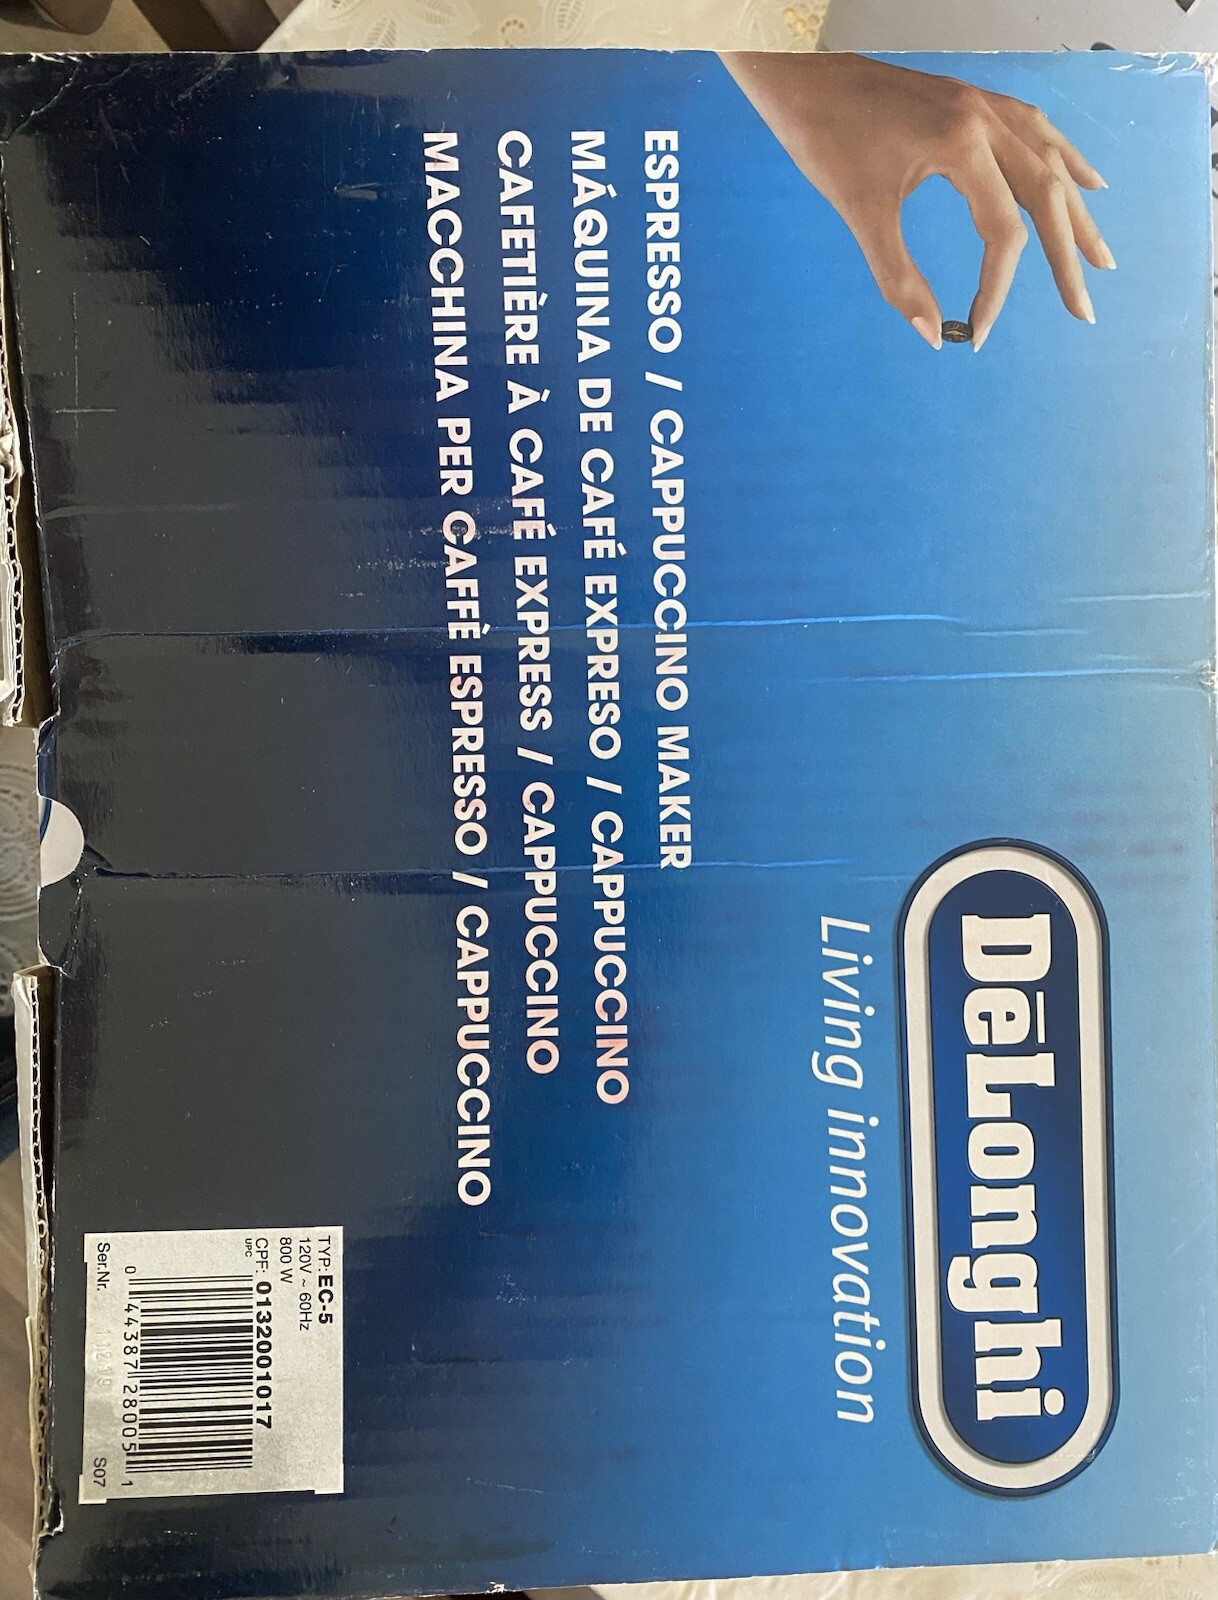 DēLonghi
Living innovation
ESPRESSO / CAPPUCCINO MAKER
MÁQUINA DE CAFÉ EXPRESO / CAPPUCCINO
CAFETIÈRE À CAFÉ EXPRESS / CAPPUCCINO
MACCHINA PER CAFFÈ ESPRESSO / CAPPUCCINO
TYP: EC-5
120V ~ 60Hz
800 W
CPF: 0132001017
UPC
0 44387 28005 1
Ser.Nr. S07